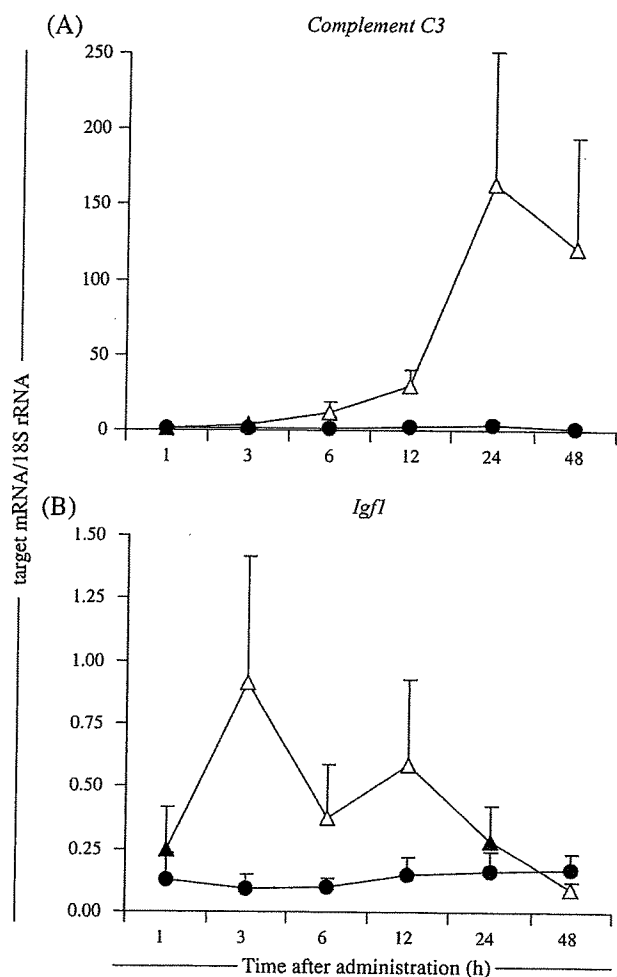 (A)
Complement C3
250
200
150
100
50
0
1 3 6 12 24 48
target mRNA/18S rRNA
(B)
Igf1
1.50
1.25
1.00
0.75
0.50
0.25
0.00
1 3 6 12 24 48
Time after administration (h)